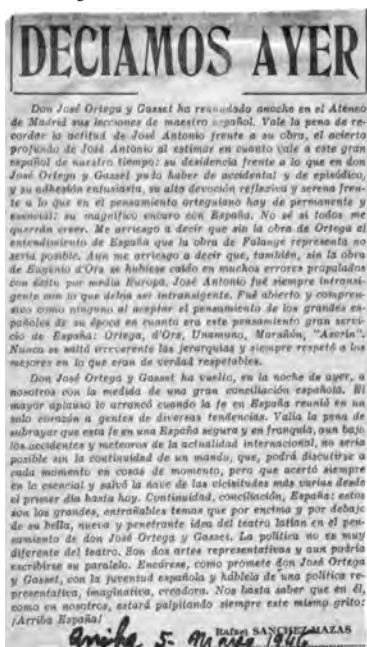 DECIAMOS AYER
Don José Ortega y Gasset ha reanudado anoche en el Ateneo
de Madrid sus lecciones de maestro español. Vale la pena de re-
cordar la actitud de José Antonio frente a su obra, el acierto
profundo de José Antonio al estimar en cuanto vale a este gran
español de nuestro tiempo: su desidencia frente a lo que en don
José Ortega y Gasset pudo haber de accidental y de episódico,
y su adhesión entusiasta, su alta devoción reflexiva y serena fren-
te a lo que en el pensamiento orteguiano hay de permanente y
esencial: su magnífico encaro con España. No sé si todos me
querrán creer. Me arriesgo a decir que sin la obra de Ortega el
entendimiento de España que la obra de Falange representa no
sería posible. Aun me arriesgo a decir que, también, sin la obra
de Eugenio d'Ors se hubiese caído en muchos errores propalados
con éxito por media Europa. José Antonio fué siempre intransi-
gente con lo que debía ser intransigente. Fué abierto y compren-
sivo como ninguno al aceptar el pensamiento de los grandes es-
pañoles de su época en cuanto era este pensamiento gran servi-
cio de España: Ortega, d'Ors, Unamuno, Marañón, "Azorín".
Nunca se saltó irreverente las jerarquías y siempre respetó a los
mejores en lo que eran de verdad respetables.
Don José Ortega y Gasset ha vuelto, en la noche de ayer, a
nosotros con la medida de una gran conciliación española. El
mayor aplauso lo arrancó cuando la fe en España reunió en un
solo corazón a gentes de diversas tendencias. Valía la pena de
subrayar que esta fe en una España segura y en franquía, aun bajo
los accidentes y meteoros de la actualidad internacional, no sería
posible sin la continuidad de un mando, que, podrá discutirse a
cada momento en cosas de momento, pero que acertó siempre
en lo esencial y salvó la nave de las vicisitudes más varias desde
el primer día hasta hoy. Continuidad, conciliación, España: estos
son los grandes, entrañables temas que por encima y por debajo
de su bella, nueva y penetrante idea del teatro latían en el pen-
samiento de don José Ortega y Gasset. La política no es muy
diferente del teatro. Son dos artes representativas y aun podría
escribirse su paralelo. Encárese, como promete don José Ortega
y Gasset, con la juventud española y háblela de una política re-
presentativa, imaginativa, creadora. Nos basta saber que en él,
como en nosotros, estará palpitando siempre este mismo grito:
¡Arriba España!
Rafael SANCHEZ MAZAS
Arriba 5- Marzo 1946